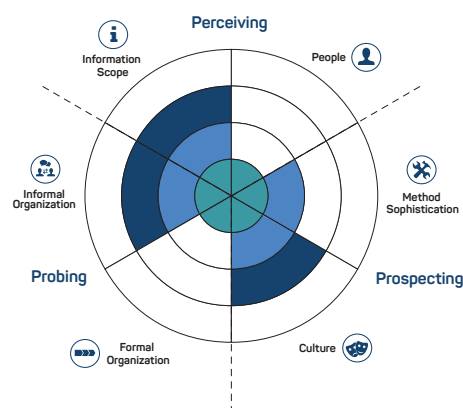 Perceiving
Information
Scope
People
Informal
Organization
Method
Sophistication
Probing
Prospecting
Formal
Organization
Culture